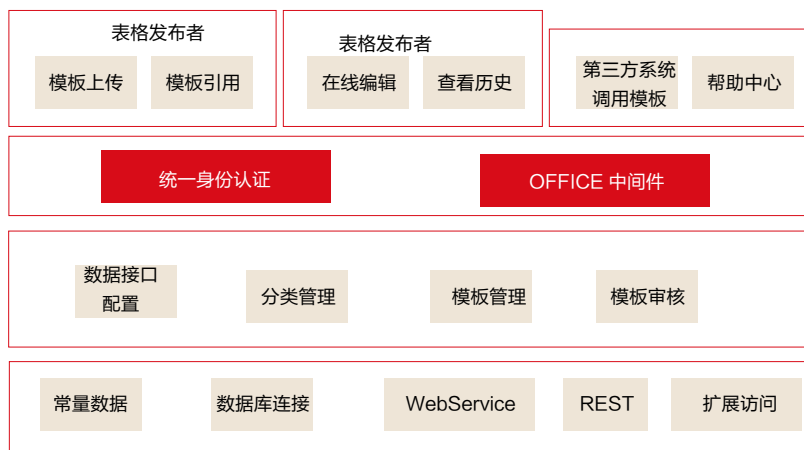 表格发布者
模板上传
模板引用
表格发布者
在线编辑
查看历史
第三方系统
调用模板
帮助中心
统一身份认证
OFFICE 中间件
数据接口
配置
分类管理
模板管理
模板审核
常量数据
数据库连接
WebService
REST
扩展访问